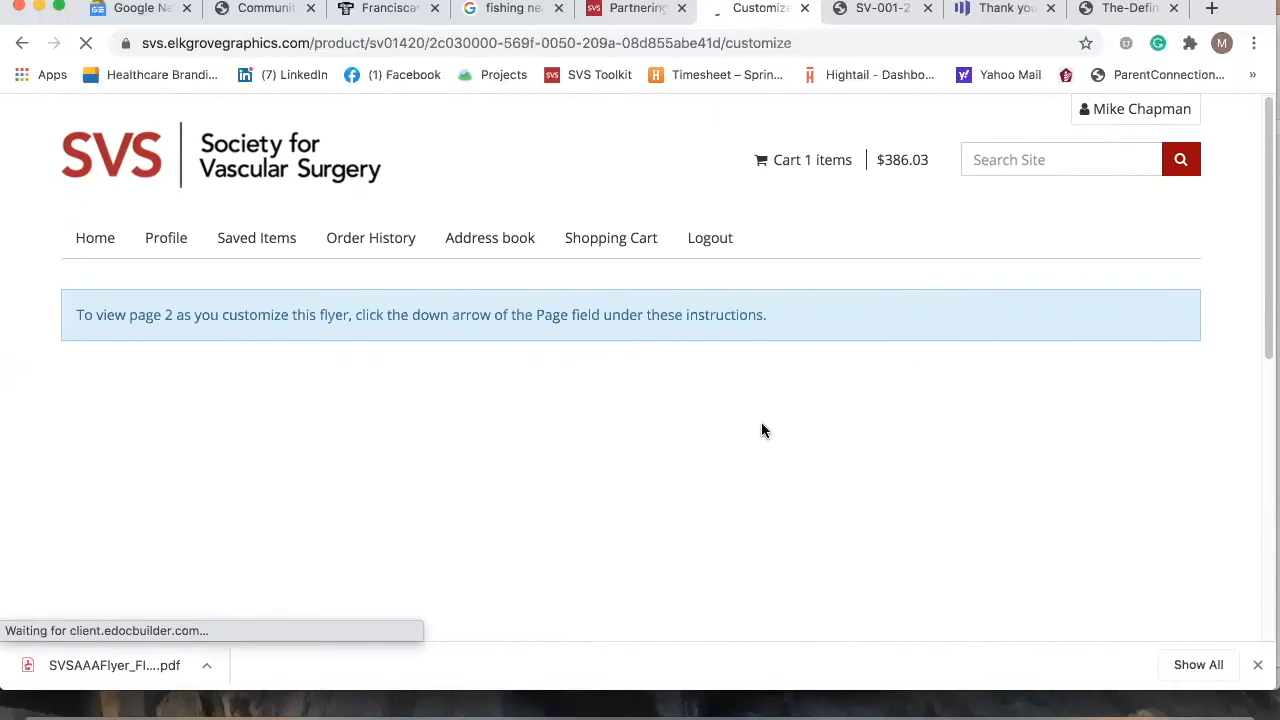 Google Ne
Communit
Francisca
fishing ne
Partnering
Customize
SV-001-2
Thank you
The-Defin
svs.elkgrovegraphics.com/product/sv01420/2c030000-569f-0050-209a-08d855abe41d/customize
M
Apps
Healthcare Brandi...
(7) LinkedIn
(1) Facebook
Projects
SVS Toolkit
Timesheet – Sprin...
Hightail - Dashbo...
Yahoo Mail
ParentConnection...
»
Mike Chapman
SVS
Society for
Vascular Surgery
Cart 1 items
$386.03
Search Site
Home
Profile
Saved Items
Order History
Address book
Shopping Cart
Logout
To view page 2 as you customize this flyer, click the down arrow of the Page field under these instructions.
Waiting for client.edocbuilder.com...
SVSAAAFlyer_Fl....pdf
Show All